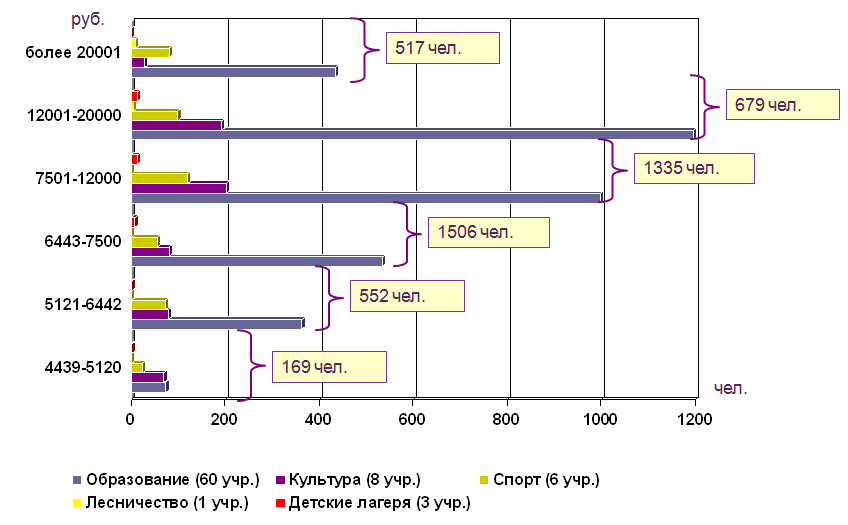 руб.
более 20001
517 чел.
12001-20000
679 чел.
7501-12000
1335 чел.
6443-7500
1506 чел.
5121-6442
552 чел.
4439-5120
169 чел.
чел.
0 200 400 600 800 1000 1200
Образование (60 учр.) Культура (8 учр.) Спорт (6 учр.)
Лесничество (1 учр.) Детские лагеря (3 учр.)